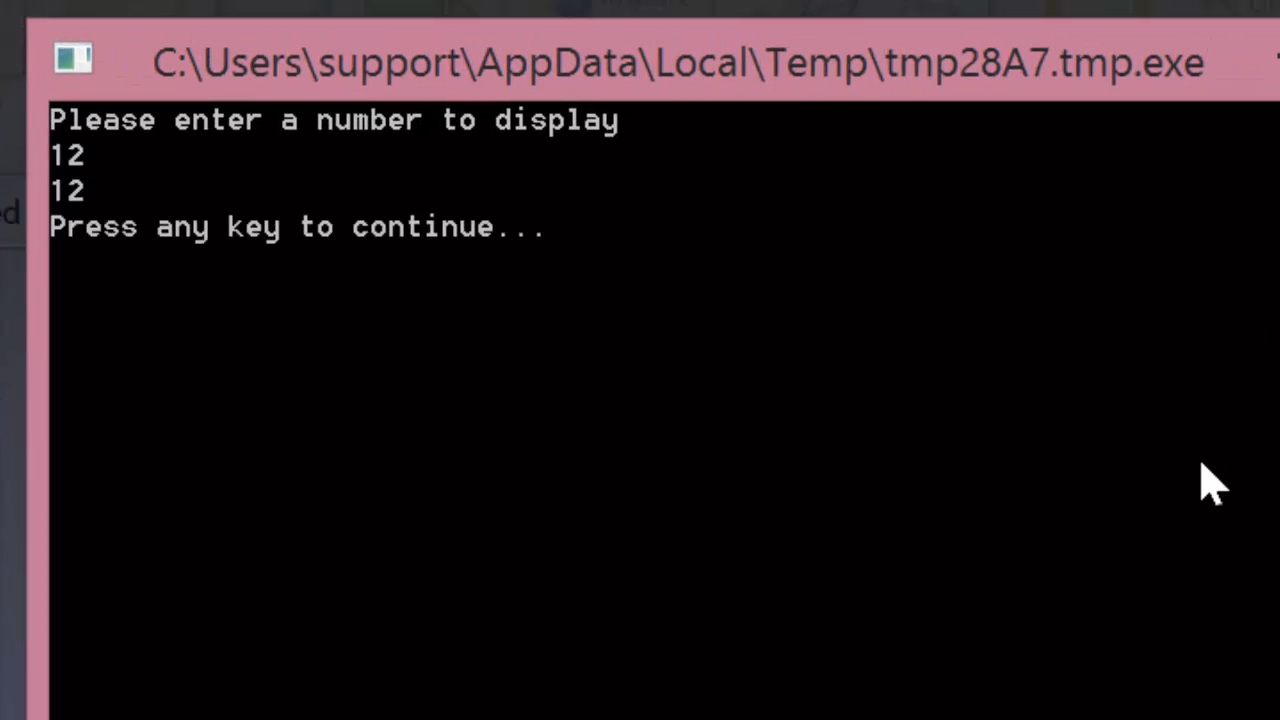 C:\Users\support\AppData\Local\Temp\tmp28A7.tmp.exe
Please enter a number to display
12
12
Press any key to continue...
ed